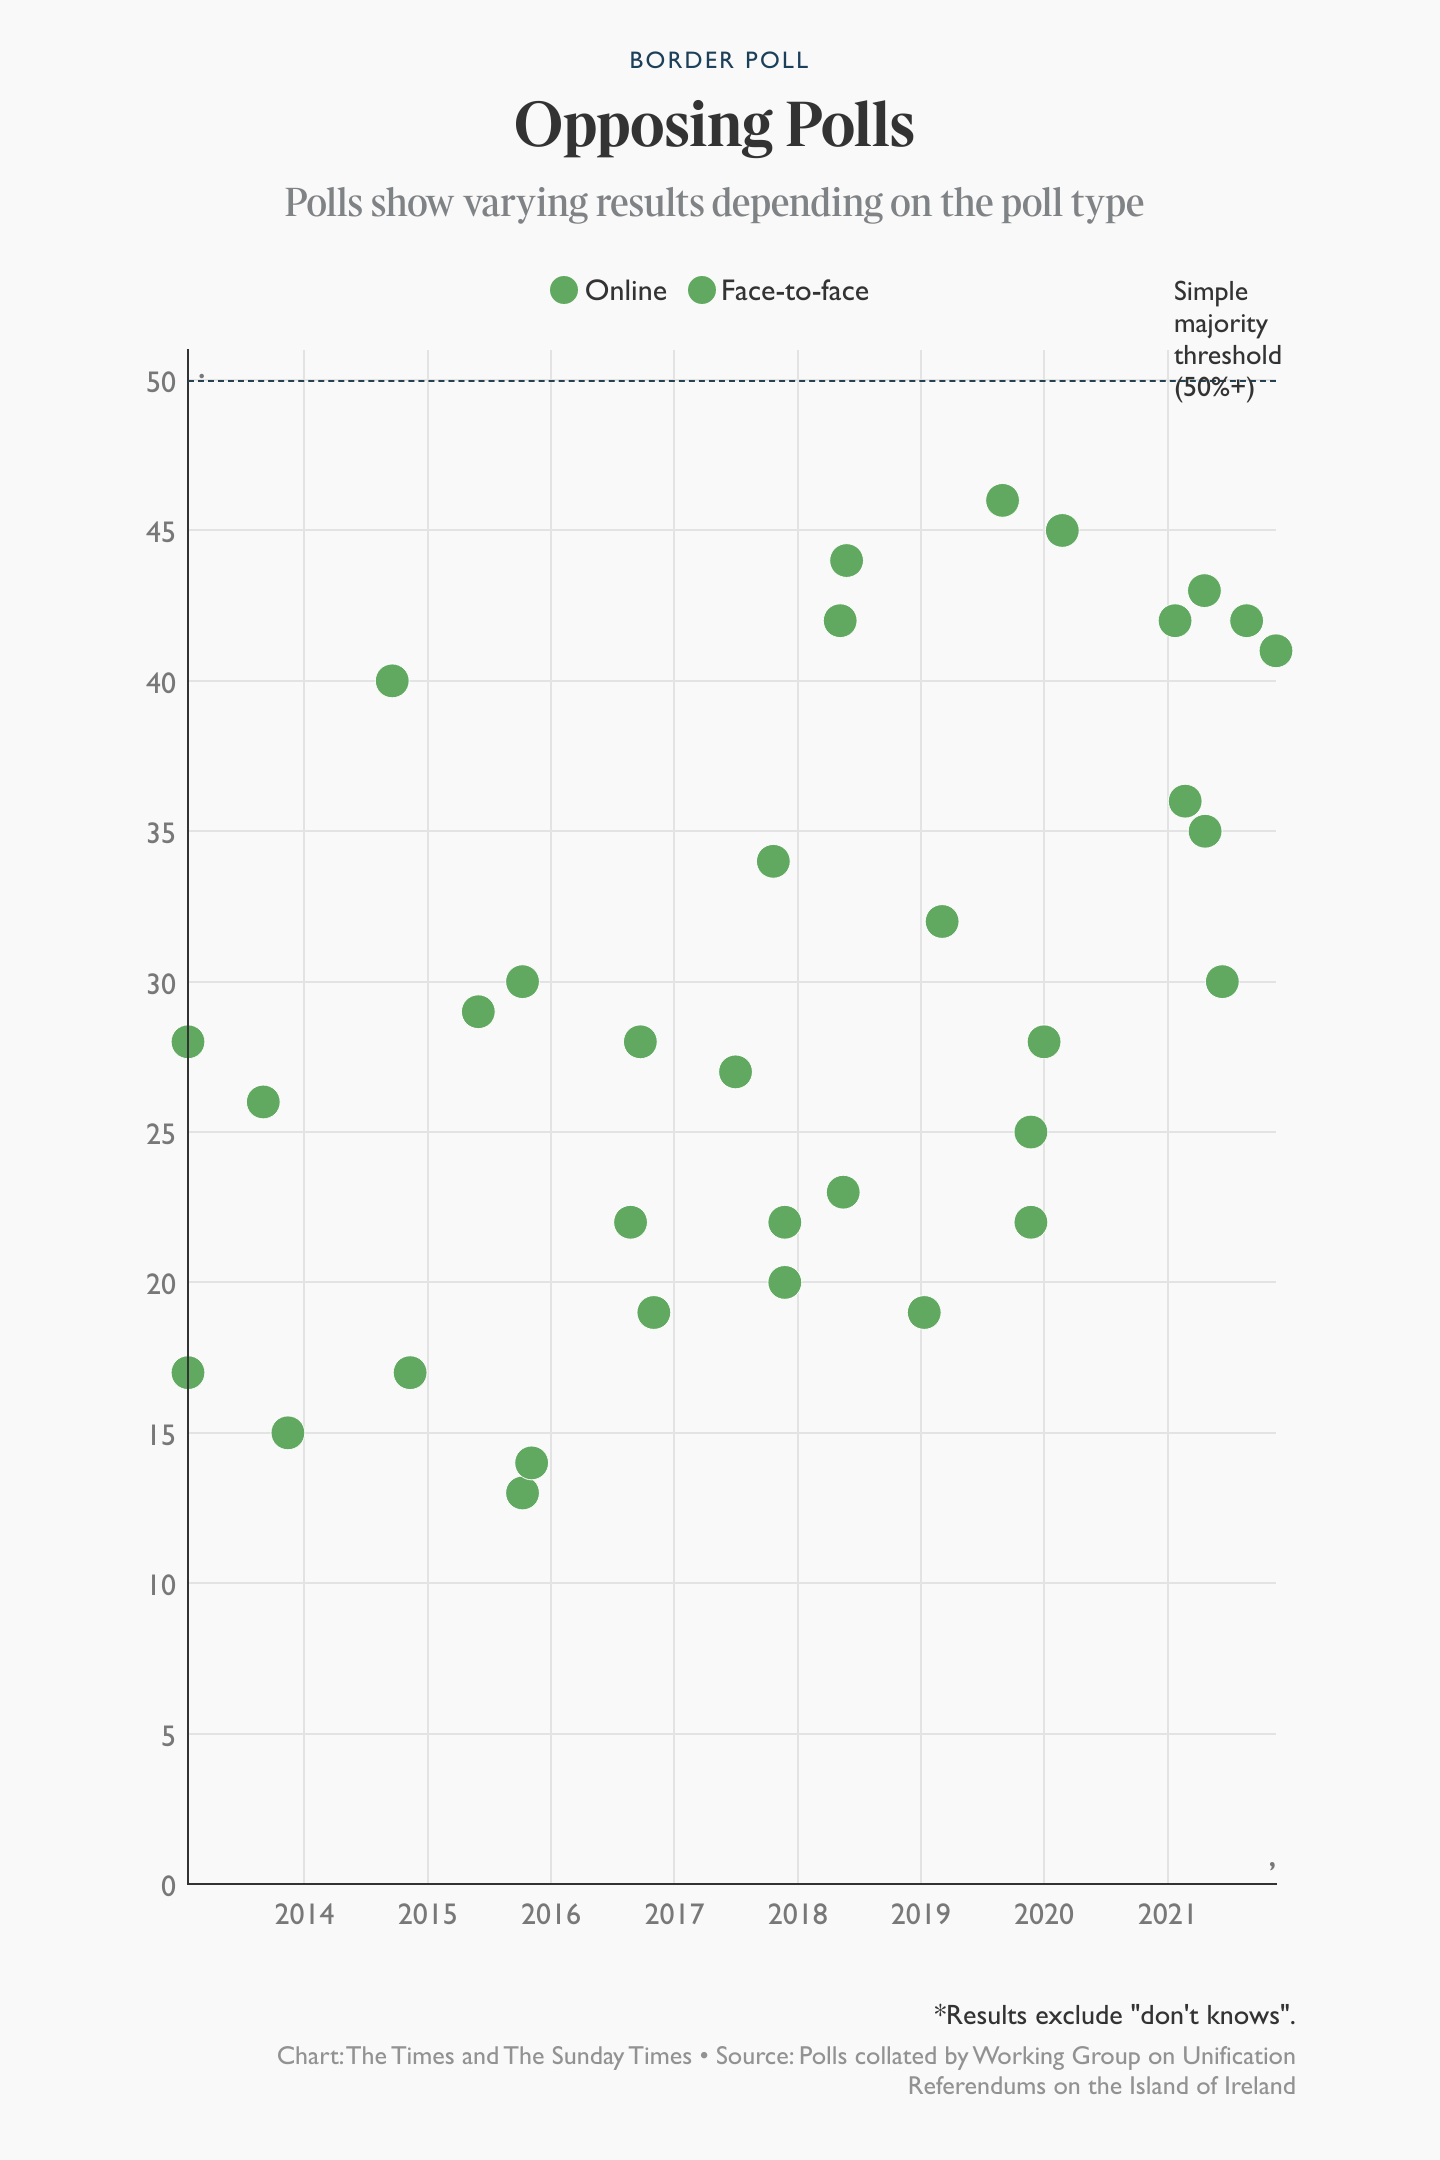 BORDER POLL
Opposing Polls
Polls show varying results depending on the poll type
Online Face-to-face
Simple
majority
threshold
(50%+)
50
45
40
35
30
25
20
15
10
5
0
2014 2015 2016 2017 2018 2019 2020 2021
*Results exclude "don't knows".
Chart: The Times and The Sunday Times • Source: Polls collated by Working Group on Unification
Referendums on the Island of Ireland